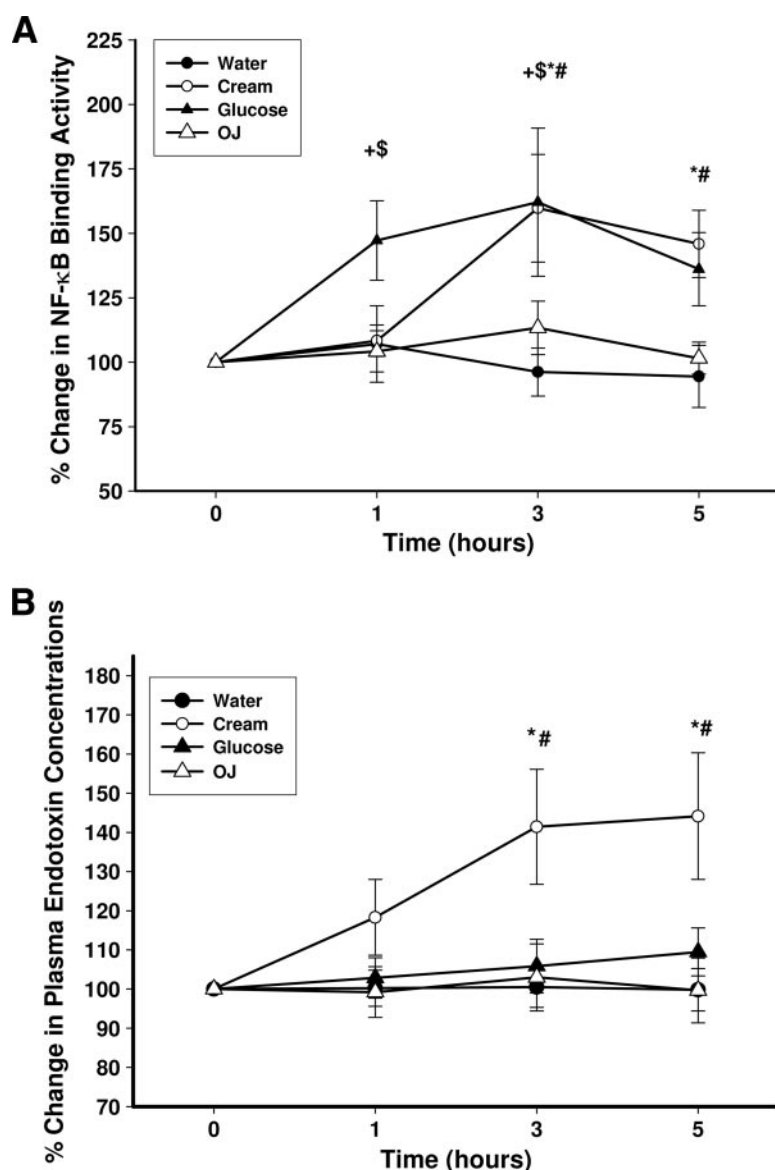 A
% Change in NF-κB Binding Activity
225
200
175
150
125
100
75
50
Water
Cream
Glucose
OJ
+$
+$*#
*#
0 1 3 5
Time (hours)
B
% Change in Plasma Endotoxin Concentrations
180
170
160
150
140
130
120
110
100
90
80
70
Water
Cream
Glucose
OJ
*#
*#
0 1 3 5
Time (hours)